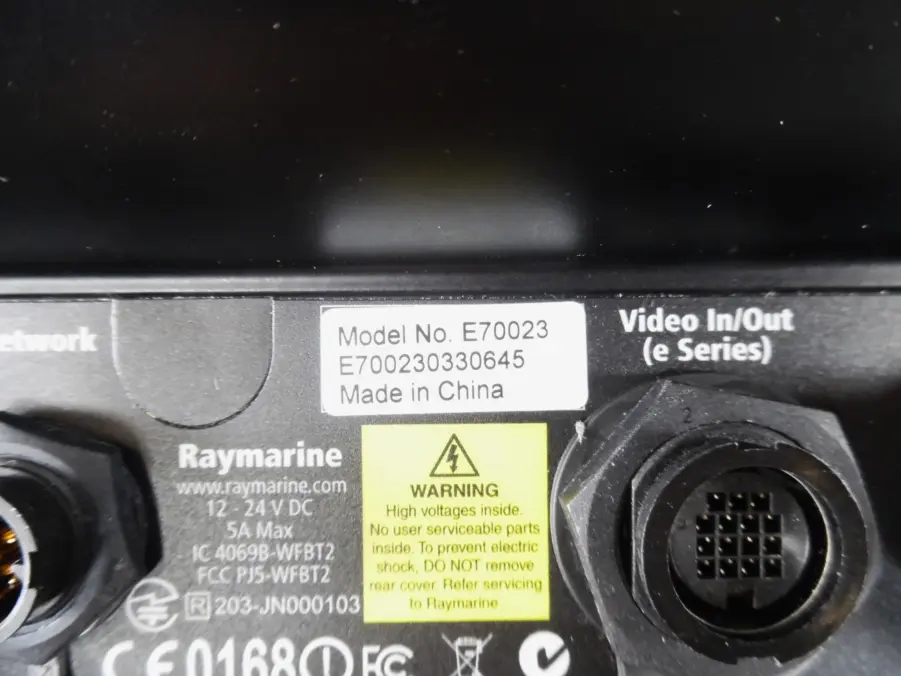 Model No. E70023
E700230330645
Made in China
Video In/Out
(e Series)
2
Raymarine
www.raymarine.com
12 - 24 V DC
5A Max
IC 4069B-WFBT2
FCC PJ5-WFBT2
R 203-JN000103
CE0168 FC
WARNING
High voltages inside.
No user serviceable parts
inside. To prevent electric
shock, DO NOT remove
rear cover. Refer servicing
to Raymarine